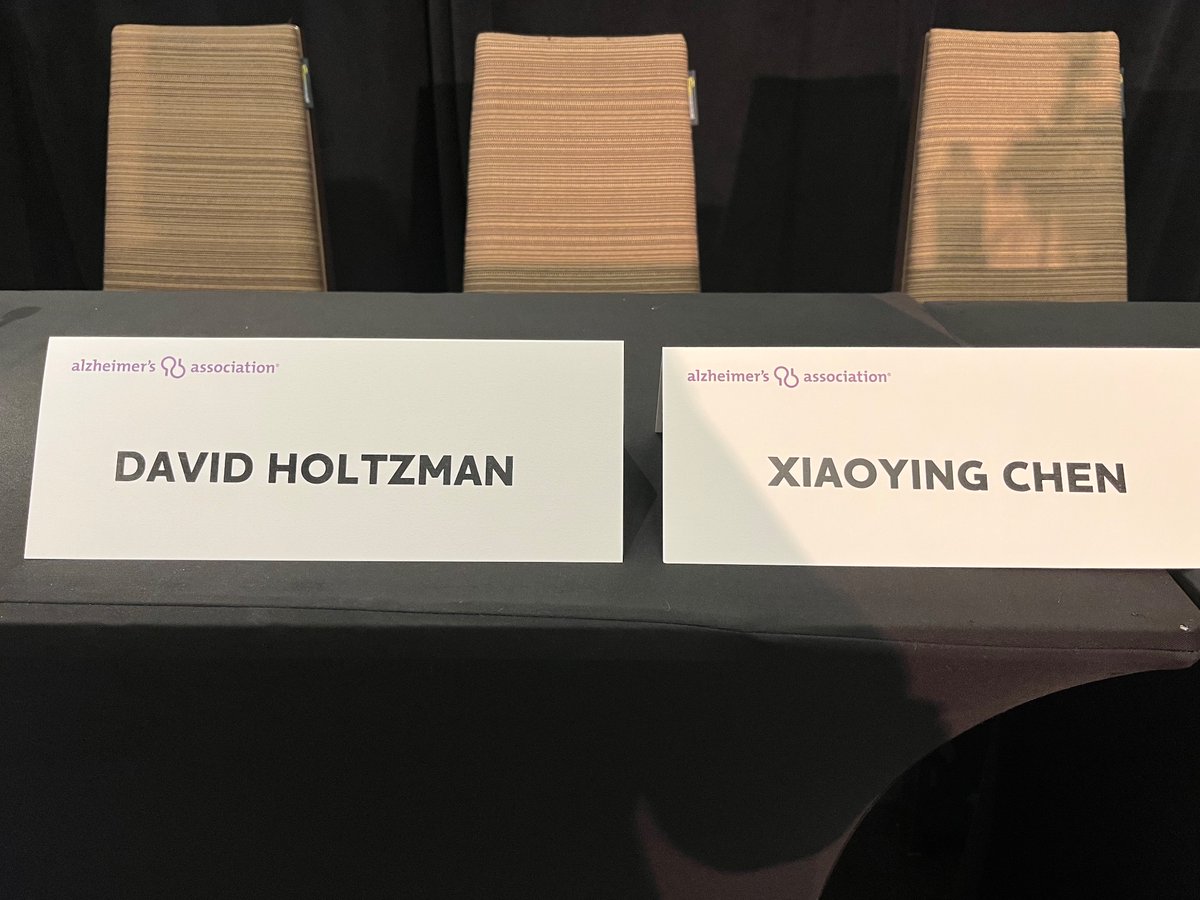 alzheimer's association®
DAVID HOLTZMAN
alzheimer's association®
XIAOYING CHEN